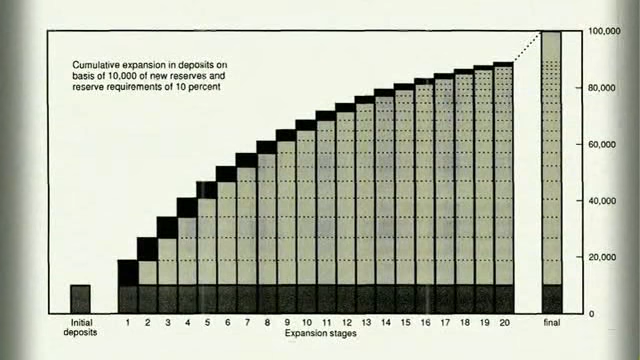 Cumulative expansion in deposits on
basis of 10,000 of new reserves and
reserve requirements of 10 percent
100,000
80,000
60,000
40,000
20,000
0
Initial
deposits
1 2 3 4 5 6 7 8 9 10 11 12 13 14 15 16 17 18 19 20
final
Expansion stages